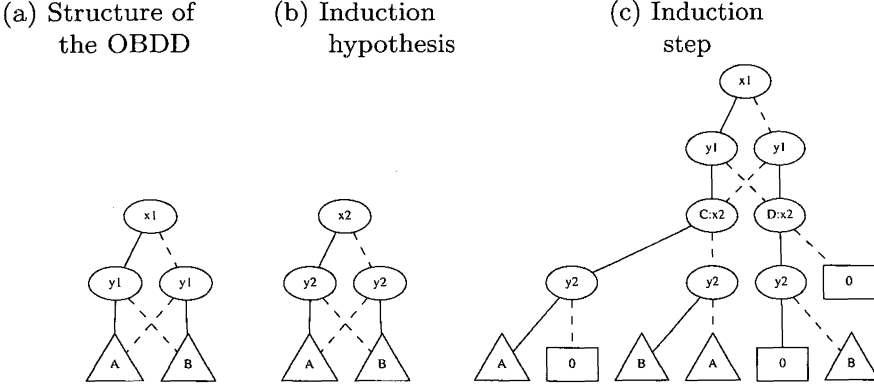 (a) Structure of the OBDD
(b) Induction hypothesis
(c) Induction step
x1
y1 y1
A B
x2
y2 y2
A B
x1
y1 y1
C:x2 D:x2
y2 y2 y2 0
A 0 B A 0 B